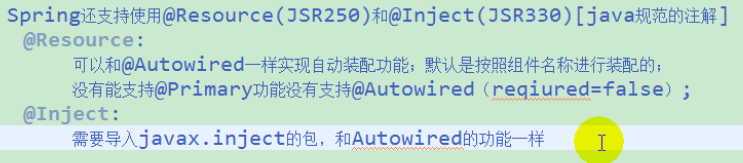 Spring还支持使用@Resource(JSR250)和@Inject(JSR330)[java规范的注解]
@Resource:
可以和@Autowired一样实现自动装配功能；默认是按照组件名称进行装配的；
没有能支持@Primary功能没有支持@Autowired（reqiured=false）;
@Inject:
需要导入javax.inject的包，和Autowired的功能一样